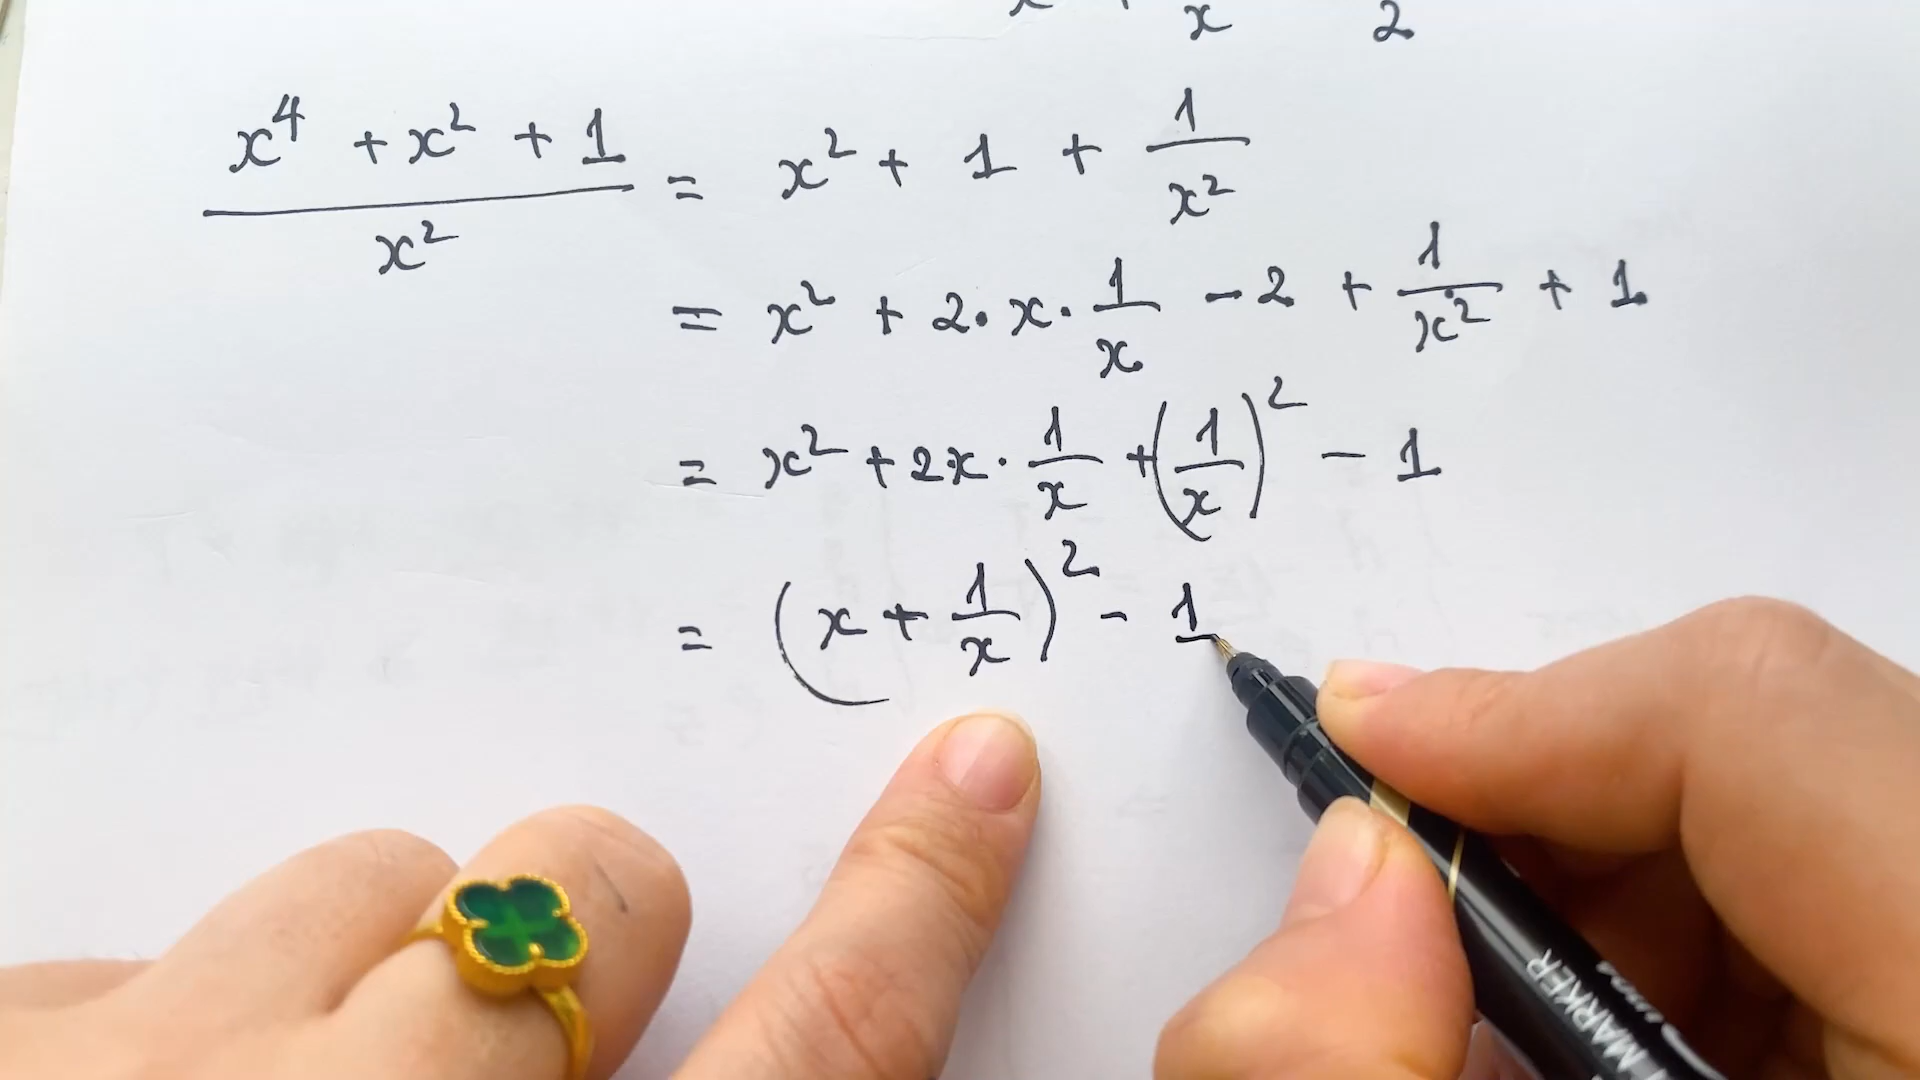 x 2
x⁴ + x² + 1 / x² = x² + 1 + 1/x²
= x² + 2·x·1/x - 2 + 1/x² + 1
= x² + 2x·1/x + (1/x)² - 1
= (x + 1/x)² - 1
MARKER